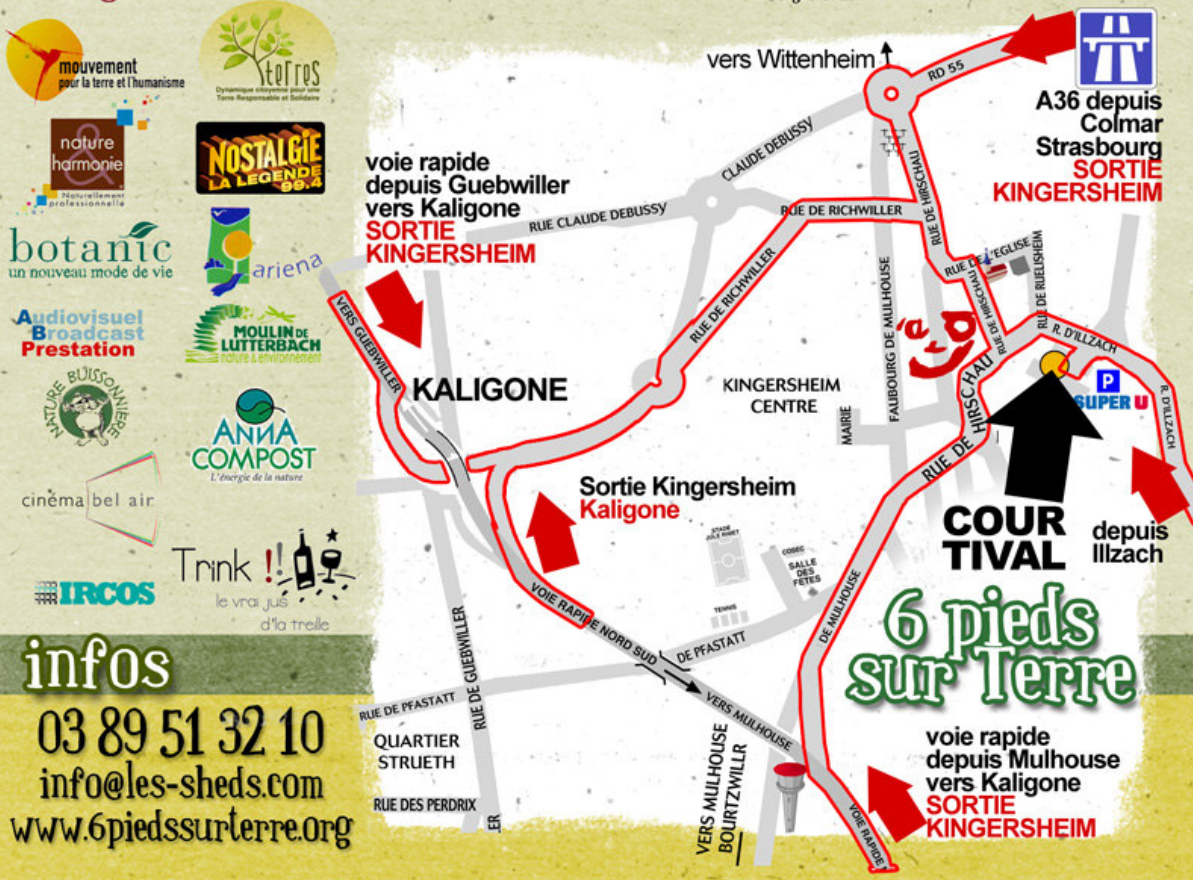 mouvement
pour la terre et l'humanisme
terres
Dynamique citoyenne pour une
Terre Responsable et Solidaire
&
nature
harmonie
Naturellement
professionnelle
NOSTALGIE
LA LEGENDE
99.4
botanic
un nouveau mode de vie
ariena
Audiovisuel
Broadcast
Prestation
MOULIN DE
LUTTERBACH
nature & environnement
NATURE BUISSONNIÈRE
ANNA
COMPOST
L'énergie de la nature
cinéma bel air
Trink !!
le vrai jus
d'la treille
IRCOS
infos
03 89 51 32 10
info@les-sheds.com
www.6piedssurterre.org
vers Wittenheim
RD 55
A36 depuis
Colmar
Strasbourg
SORTIE
KINGERSHEIM
voie rapide
depuis Guebwiller
vers Kaligone
SORTIE
KINGERSHEIM
CLAUDE DEBUSSY
RUE CLAUDE DEBUSSY
RUE DE RICHWILLER
RUE DE HIRSCHAU
RUE DE L'EGLISE
RUE DE HIRSCHAU
RUE DE RUELISHEIM
R. D'ILLZACH
R. D'ILLZACH
VERS GUEBWILLER
RUE DE RICHWILLER
FAUBOURG DE MULHOUSE
KALIGONE
KINGERSHEIM
CENTRE
MAIRIE
RUE DE HIRSCHAU
P
SUPER U
Sortie Kingersheim
Kaligone
COUR
TIVAL
depuis
Illzach
STADE
JULE RIMET
COSEC
SALLE
DES
FÊTES
TENNIS
VOIE RAPIDE NORD SUD
DE PFASTATT
DE MULHOUSE
6 pieds
sur Terre
RUE DE PFASTATT
RUE DE GUEBWILLER
VERS MULHOUSE
QUARTIER
STRUETH
RUE DES PERDRIX
ER
VERS MULHOUSE
BOURTZWILLR
VOIE RAPIDE
voie rapide
depuis Mulhouse
vers Kaligone
SORTIE
KINGERSHEIM